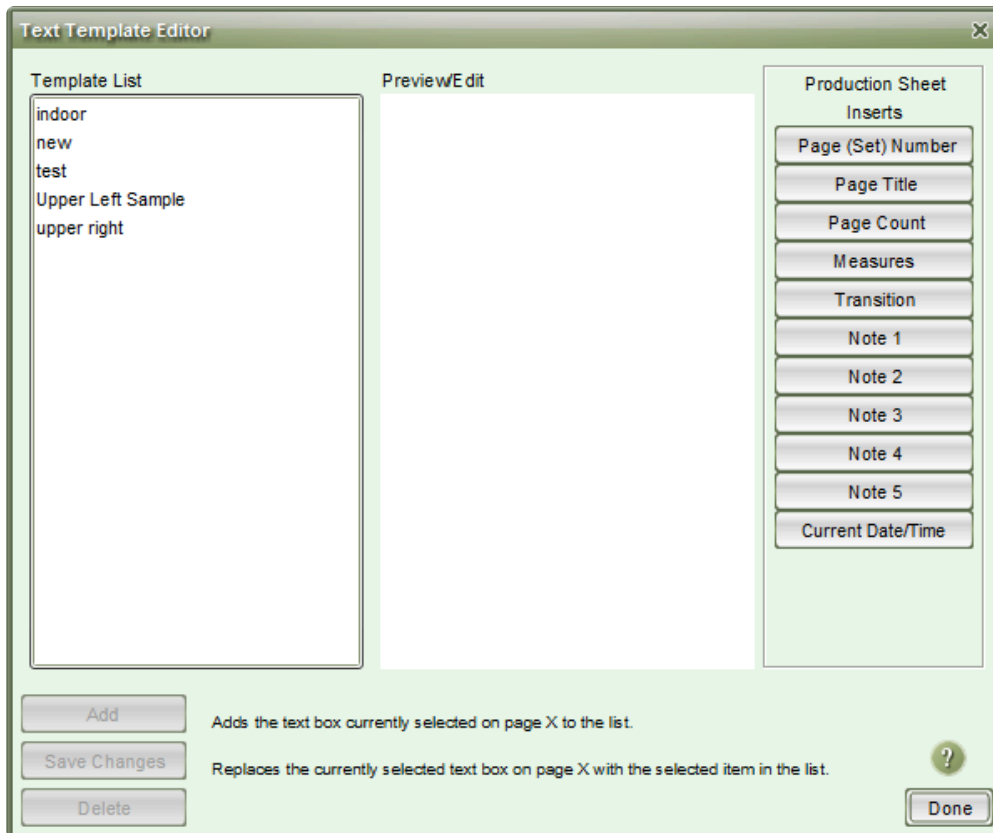 Text Template Editor
Template List
indoor
new
test
Upper Left Sample
upper right
Preview/Edit
Production Sheet
Inserts
Page (Set) Number
Page Title
Page Count
Measures
Transition
Note 1
Note 2
Note 3
Note 4
Note 5
Current Date/Time
Add
Adds the text box currently selected on page X to the list.
Save Changes
Replaces the currently selected text box on page X with the selected item in the list.
Delete
?
Done